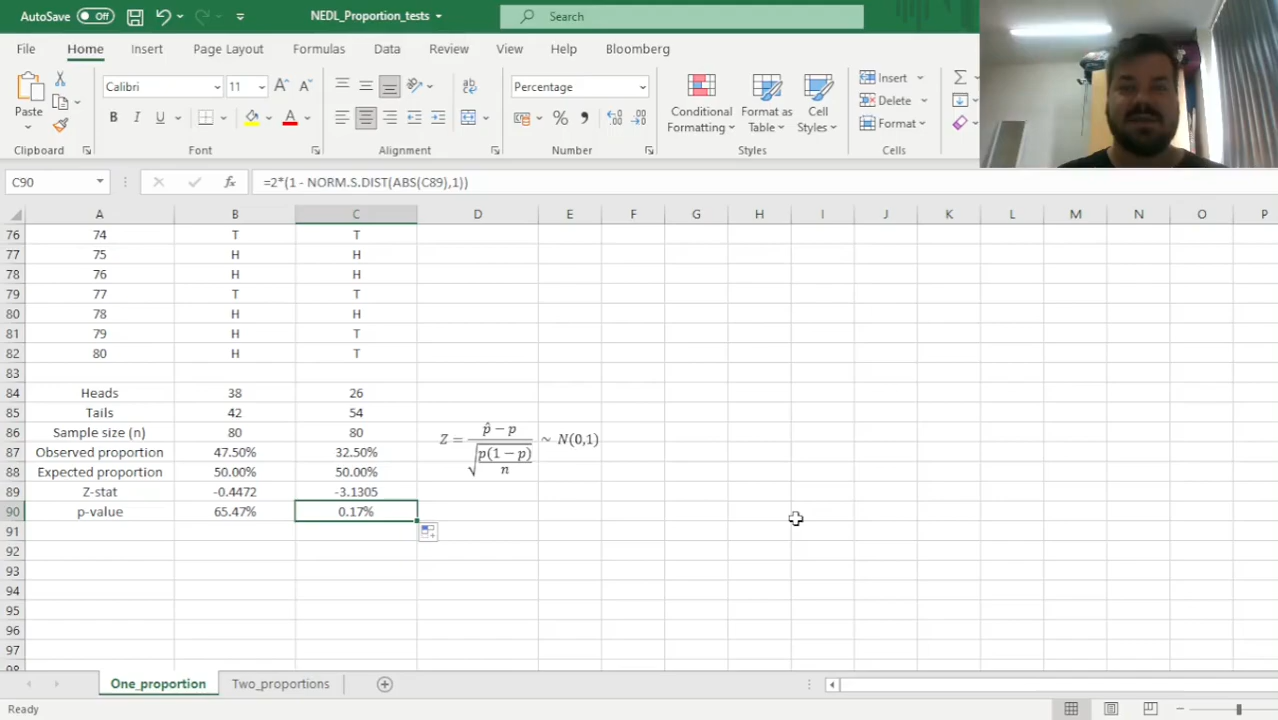 AutoSave Off NEDL_Proportion_tests Search
File Home Insert Page Layout Formulas Data Review View Help Bloomberg
Paste Calibri 11 Percentage Conditional Formatting Format as Table Cell Styles Insert Delete Format
B I U A
Clipboard Font Alignment Number Styles Cells
C90 fx =2*(1 - NORM.S.DIST(ABS(C89),1))
A B C D E F G H I J K L M N O P
76 74 T T
77 75 H H
78 76 H H
79 77 T T
80 78 H H
81 79 H T
82 80 H T
83
84 Heads 38 26
85 Tails 42 54
86 Sample size (n) 80 80 Z = p̂ − p / √(p(1 − p) / n) ~ N(0,1)
87 Observed proportion 47.50% 32.50%
88 Expected proportion 50.00% 50.00%
89 Z-stat -0.4472 -3.1305
90 p-value 65.47% 0.17%
91
92
93
94
95
96
97
98
One_proportion Two_proportions
Ready